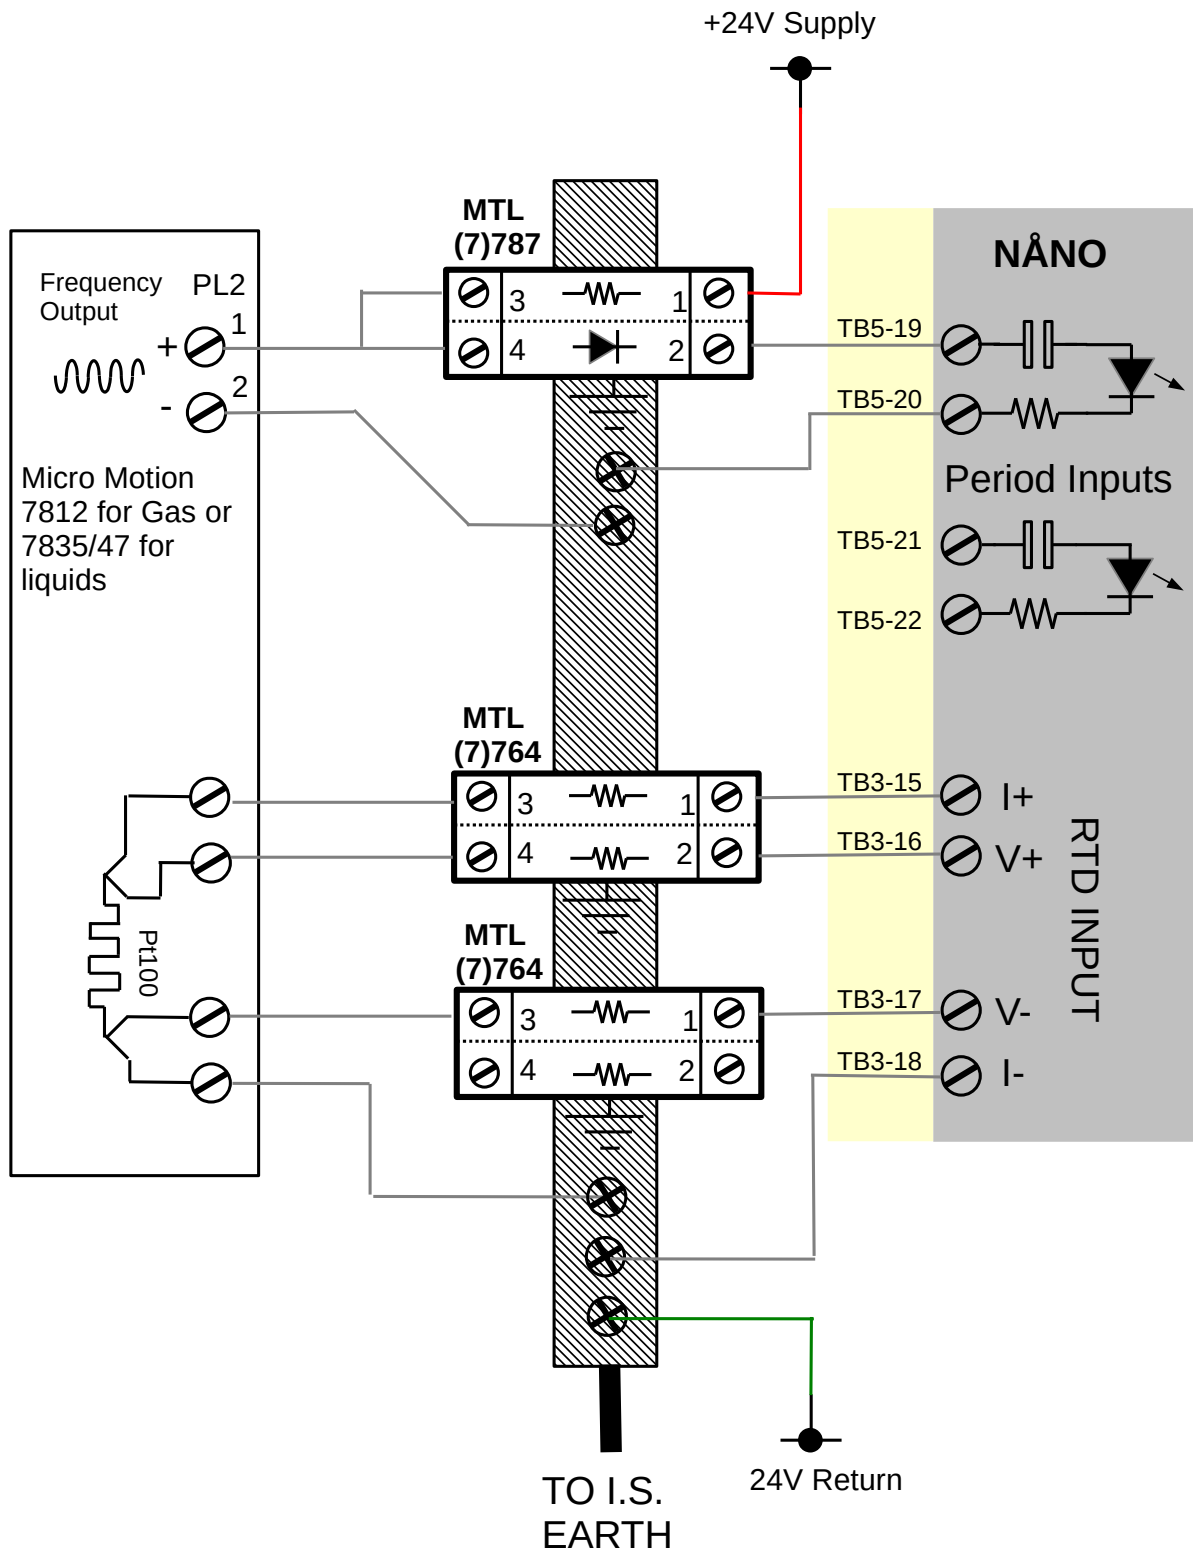 +24V Supply
MTL
(7)787
NÅNO
Frequency
Output
PL2
1
+
2
-
3
1
4
2
TB5-19
TB5-20
Period Inputs
Micro Motion
7812 for Gas or
7835/47 for
liquids
TB5-21
TB5-22
MTL
(7)764
3
1
4
2
TB3-15
I+
TB3-16
V+
RTD INPUT
Pt100
MTL
(7)764
3
1
4
2
TB3-17
V-
TB3-18
I-
24V Return
TO I.S.
EARTH